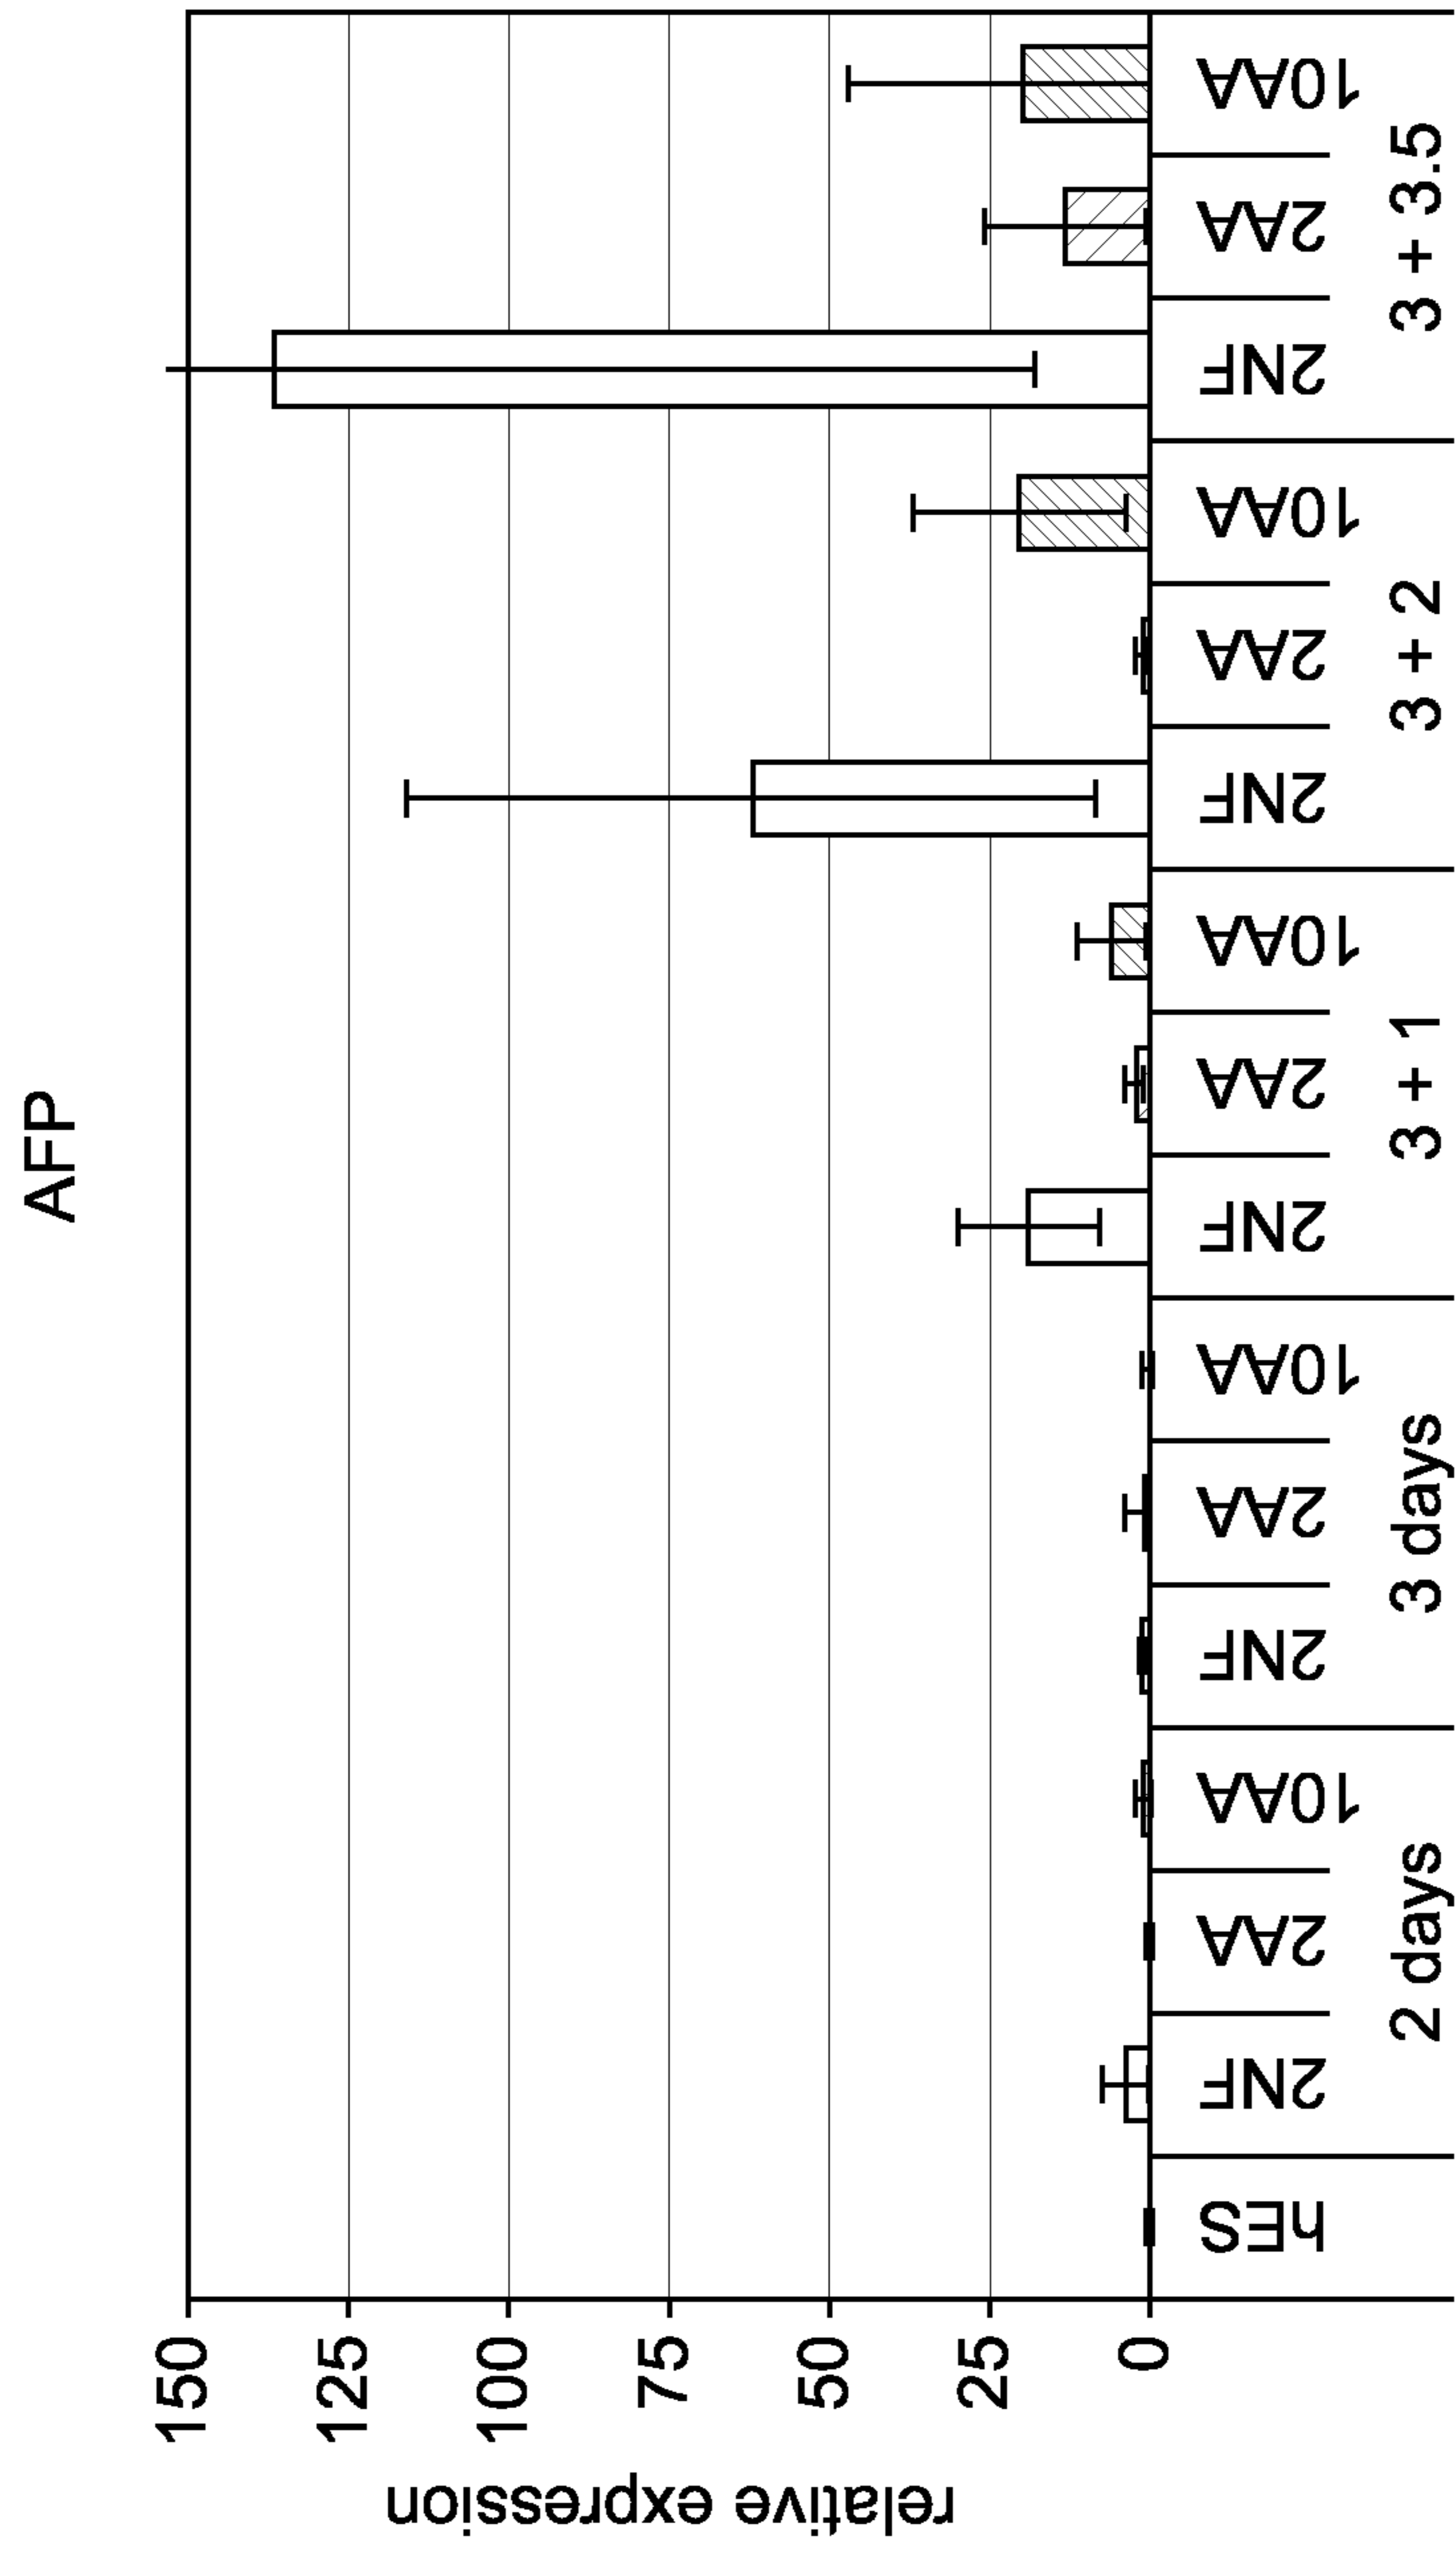 AFP
relative expression
150
125
100
75
50
25
0
hES
2NF
2AA
10AA
2NF
2AA
10AA
2NF
2AA
10AA
2NF
2AA
10AA
2NF
2AA
10AA
2 days
3 days
3 + 1
3 + 2
3 + 3.5